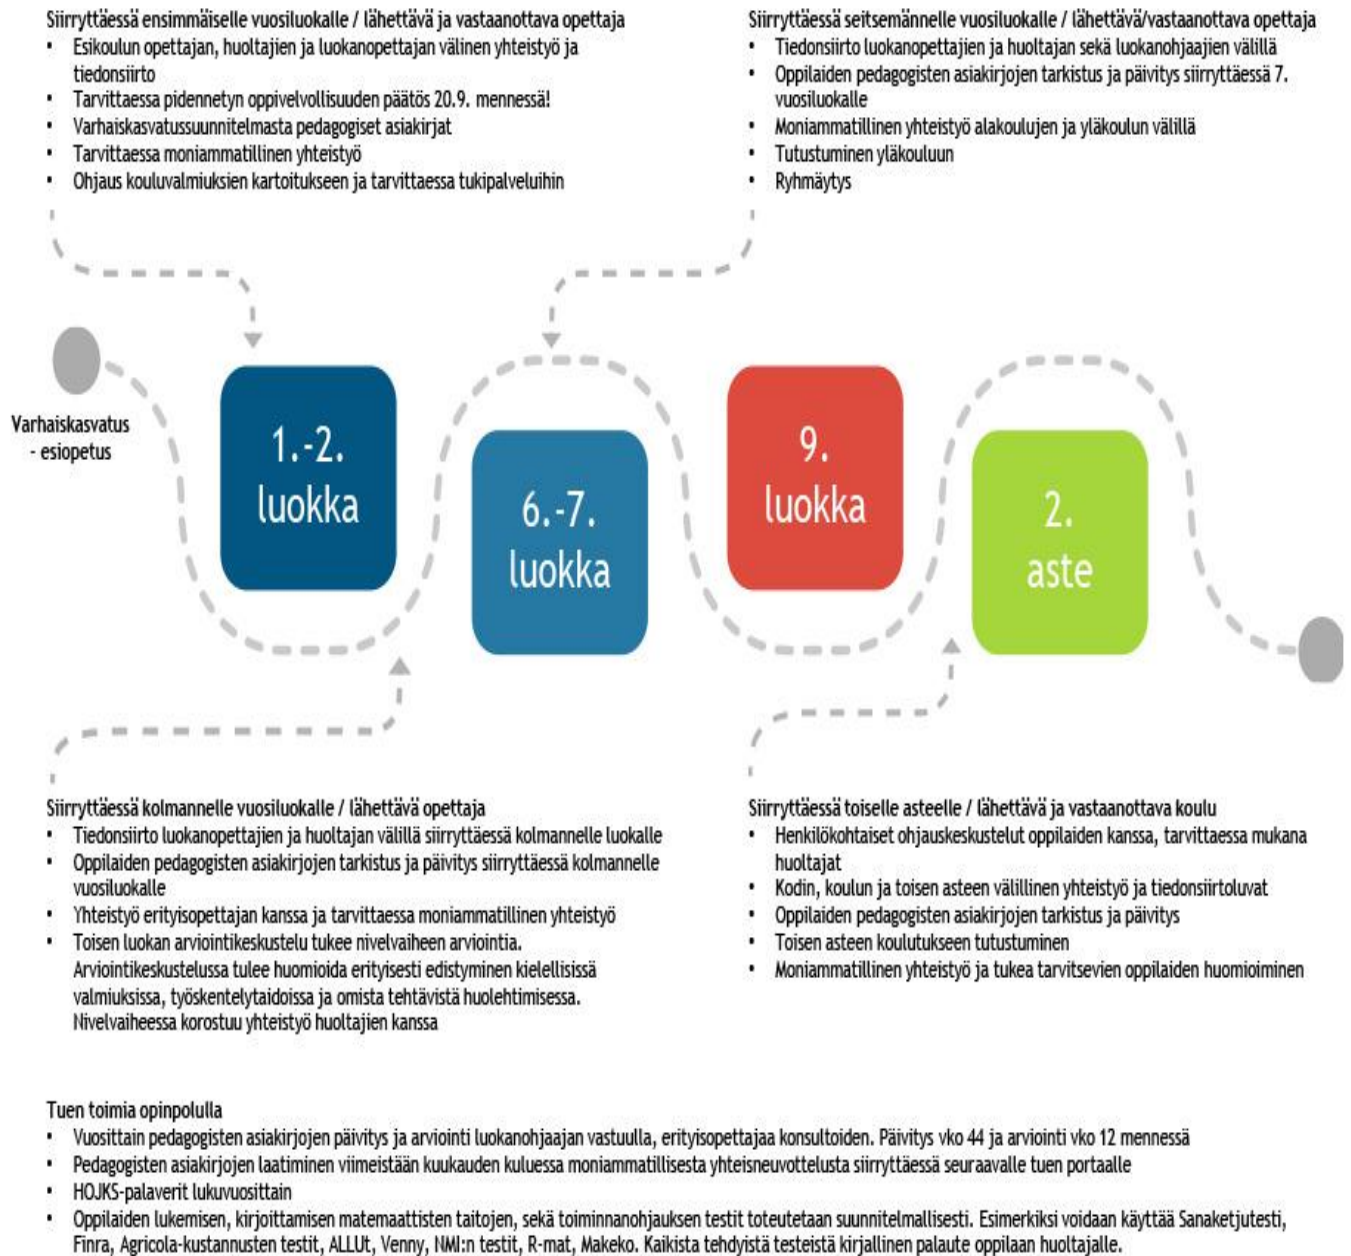 Siirryttäessä ensimmäiselle vuosiluokalle / lähettävä ja vastaanottava opettaja
• Esikoulun opettajan, huoltajien ja luokanopettajan välinen yhteistyö ja
tiedonsiirto
• Tarvittaessa pidennetyn oppivelvollisuuden päätös 20.9. mennessä!
• Varhaiskasvatussuunnitelmasta pedagogiset asiakirjat
• Tarvittaessa moniammatillinen yhteistyö
• Ohjaus kouluvalmiuksien kartoitukseen ja tarvittaessa tukipalveluihin
Siirryttäessä seitsemännelle vuosiluokalle / lähettävä/vastaanottava opettaja
• Tiedonsiirto luokanopettajien ja huoltajan sekä luokanohjaajien välillä
• Oppilaiden pedagogisten asiakirjojen tarkistus ja päivitys siirryttäessä 7.
vuosiluokalle
• Moniammatillinen yhteistyö alakoulujen ja yläkoulun välillä
• Tutustuminen yläkouluun
• Ryhmäytys
Varhaiskasvatus
- esiopetus
1.-2.
luokka
6.-7.
luokka
9.
luokka
2.
aste
Siirryttäessä kolmannelle vuosiluokalle / lähettävä opettaja
• Tiedonsiirto luokanopettajien ja huoltajan välillä siirryttäessä kolmannelle luokalle
• Oppilaiden pedagogisten asiakirjojen tarkistus ja päivitys siirryttäessä kolmannelle
vuosiluokalle
• Yhteistyö erityisopettajan kanssa ja tarvittaessa moniammatillinen yhteistyö
• Toisen luokan arviointikeskustelu tukee nivelvaiheen arviointia.
Arviointikeskustelussa tulee huomioida erityisesti edistyminen kielellisissä
valmiuksissa, työskentelytaidoissa ja omista tehtävistä huolehtimisessa.
Nivelvaiheessa korostuu yhteistyö huoltajien kanssa
Siirryttäessä toiselle asteelle / lähettävä ja vastaanottava koulu
• Henkilökohtaiset ohjauskeskustelut oppilaiden kanssa, tarvittaessa mukana
huoltajat
• Kodin, koulun ja toisen asteen välillinen yhteistyö ja tiedonsiirtoluvat
• Oppilaiden pedagogisten asiakirjojen tarkistus ja päivitys
• Toisen asteen koulutukseen tutustuminen
• Moniammatillinen yhteistyö ja tukea tarvitsevien oppilaiden huomioiminen
Tuen toimia opinpolulla
• Vuosittain pedagogisten asiakirjojen päivitys ja arviointi luokanohjaajan vastuulla, erityisopettajaa konsultoiden. Päivitys vko 44 ja arviointi vko 12 mennessä
• Pedagogisten asiakirjojen laatiminen viimeistään kuukauden kuluessa moniammatillisesta yhteisneuvottelusta siirryttäessä seuraavalle tuen portaalle
• HOJKS-palaverit lukuvuosittain
• Oppilaiden lukemisen, kirjoittamisen matemaattisten taitojen, sekä toiminnanohjauksen testit toteutetaan suunnitelmallisesti. Esimerkiksi voidaan käyttää Sanaketjutesti,
Finra, Agricola-kustannusten testit, ALLUt, Venny, NMI:n testit, R-mat, Makeko. Kaikista tehdyistä testeistä kirjallinen palaute oppilaan huoltajalle.